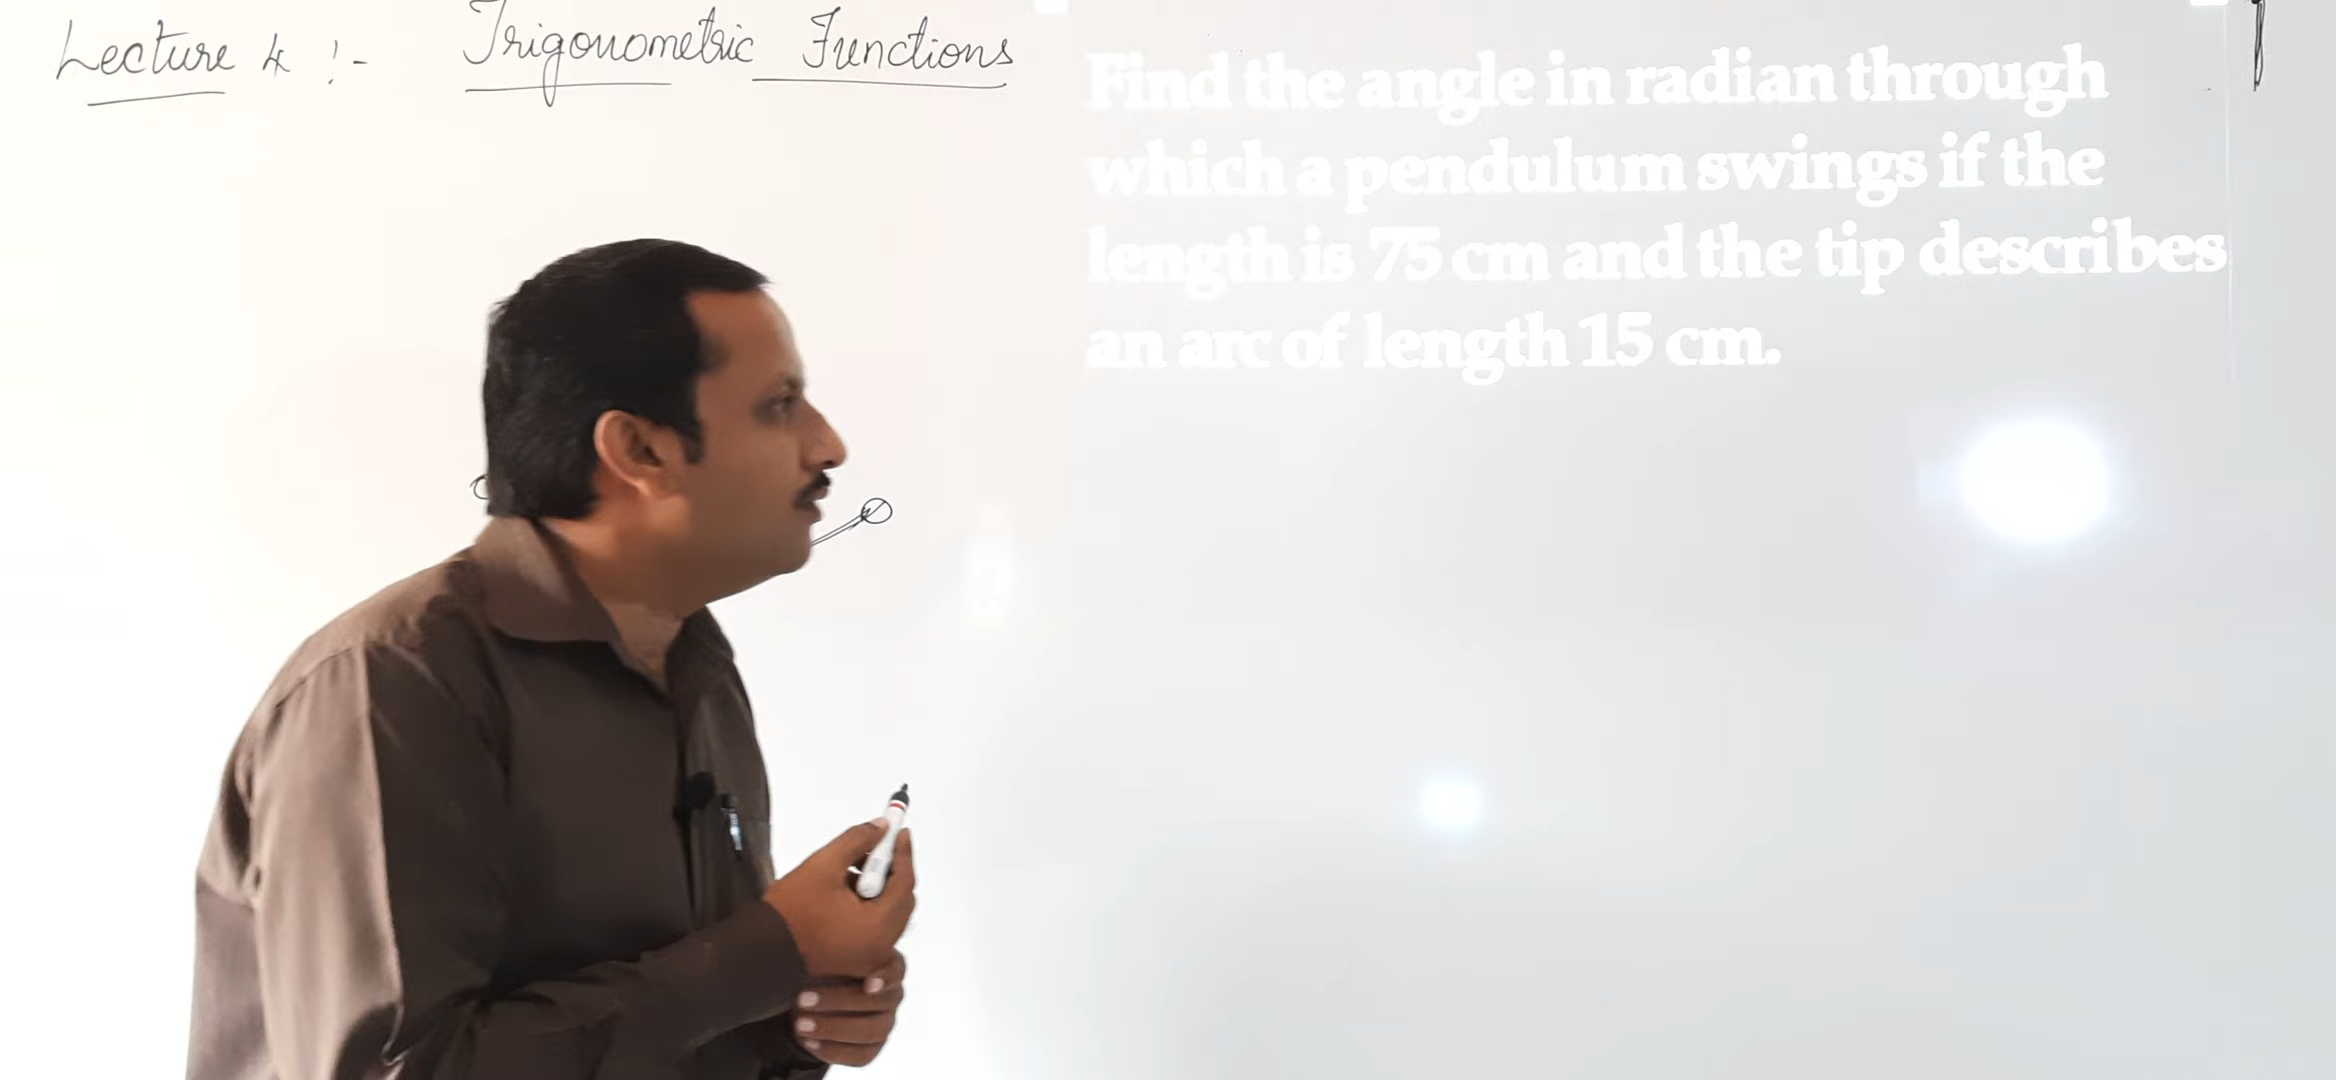 Lecture 4 :- Trigonometric Functions
Find the angle in radian through
which a pendulum swings if the
length is 75 cm and the tip describes
an arc of length 15 cm.